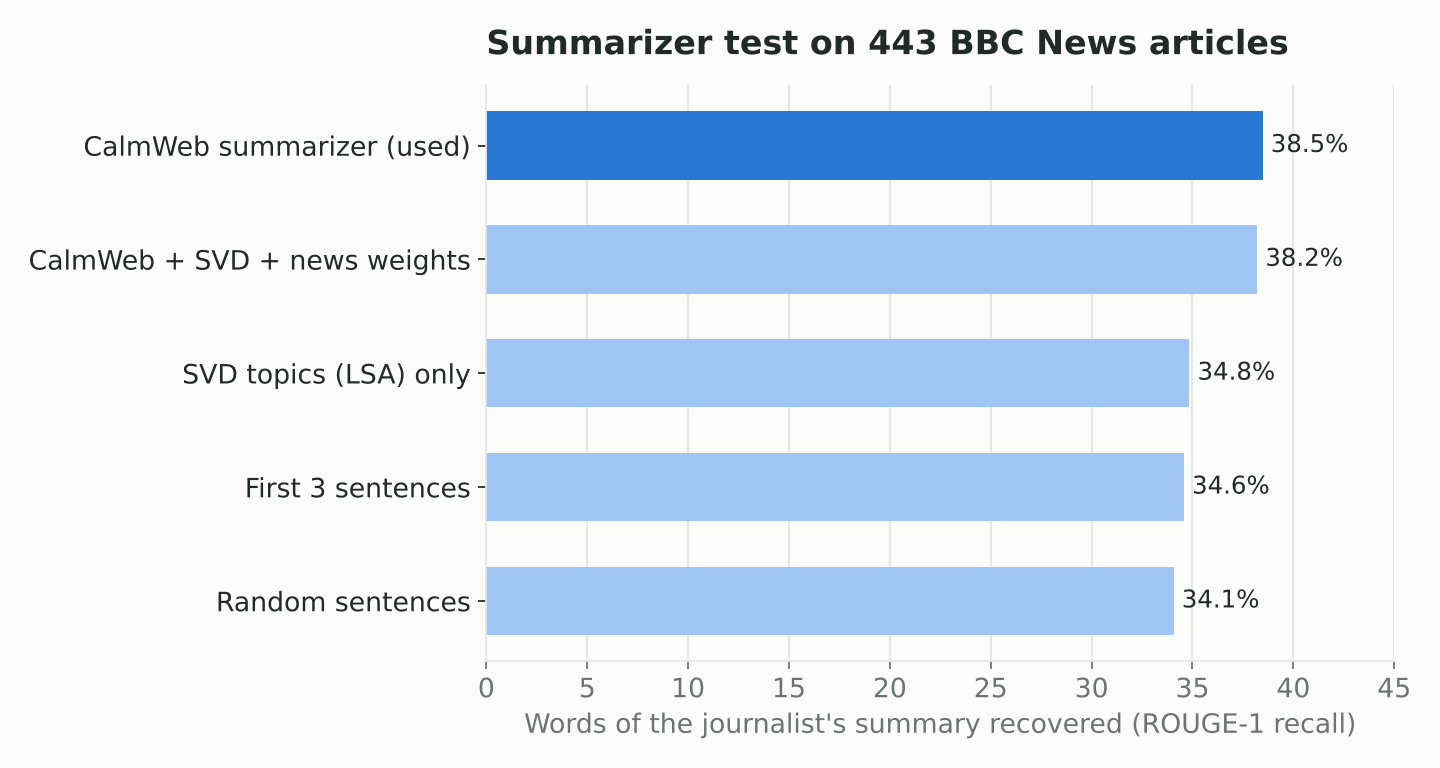 Summarizer test on 443 BBC News articles
CalmWeb summarizer (used)
38.5%
CalmWeb + SVD + news weights
38.2%
SVD topics (LSA) only
34.8%
First 3 sentences
34.6%
Random sentences
34.1%
0 5 10 15 20 25 30 35 40 45
Words of the journalist's summary recovered (ROUGE-1 recall)